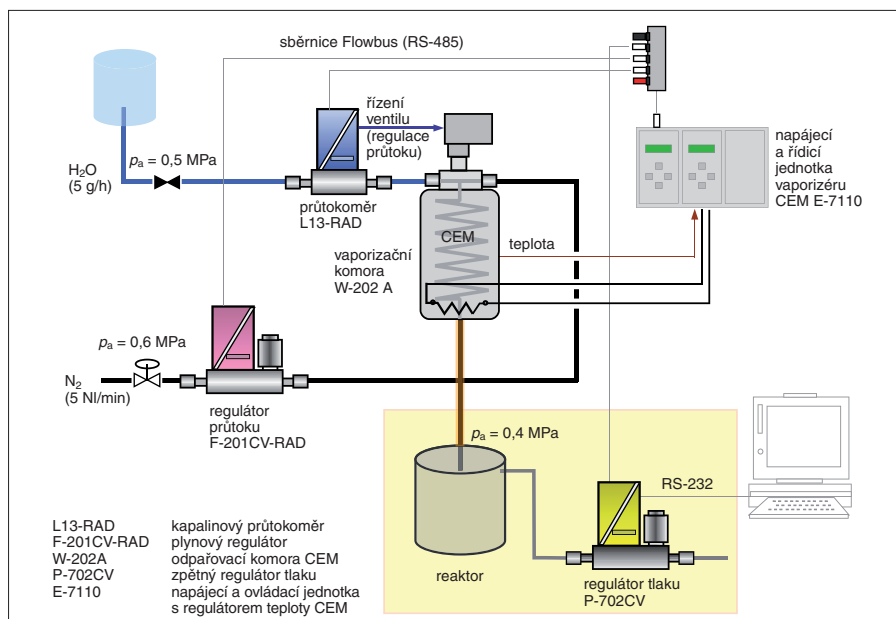 sběrnice Flowbus (RS-485)
řízení
ventilu
(regulace
průtoku)
napájecí
a řídicí
jednotka
vaporizéru
CEM E-7110
pa = 0,5 MPa
H2O
(5 g/h)
průtokoměr
L13-RAD
CEM
teplota
vaporizační
komora
W-202 A
pa = 0,6 MPa
N2
(5 Nl/min)
regulátor
průtoku
F-201CV-RAD
pa = 0,4 MPa
RS-232
reaktor
regulátor tlaku
P-702CV
L13-RAD kapalinový průtokoměr
F-201CV-RAD plynový regulátor
W-202A odpařovací komora CEM
P-702CV zpětný regulátor tlaku
E-7110 napájecí a ovládací jednotka
s regulátorem teploty CEM